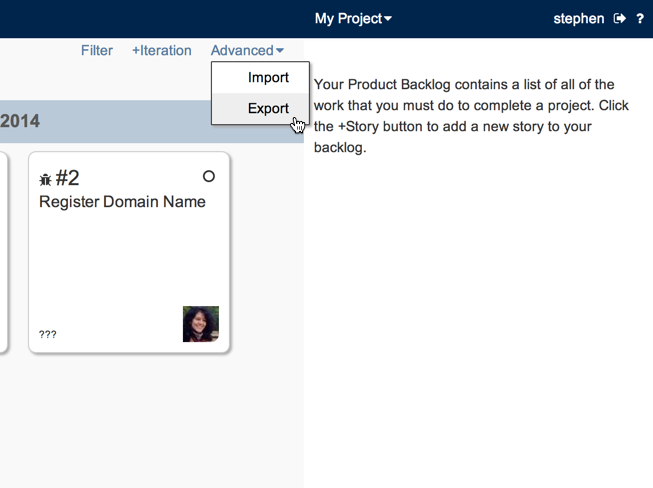 My Project
stephen ?
Filter +Iteration Advanced
Import
Export
Your Product Backlog contains a list of all of the
work that you must do to complete a project. Click
the +Story button to add a new story to your
backlog.
2014
#2
Register Domain Name
???